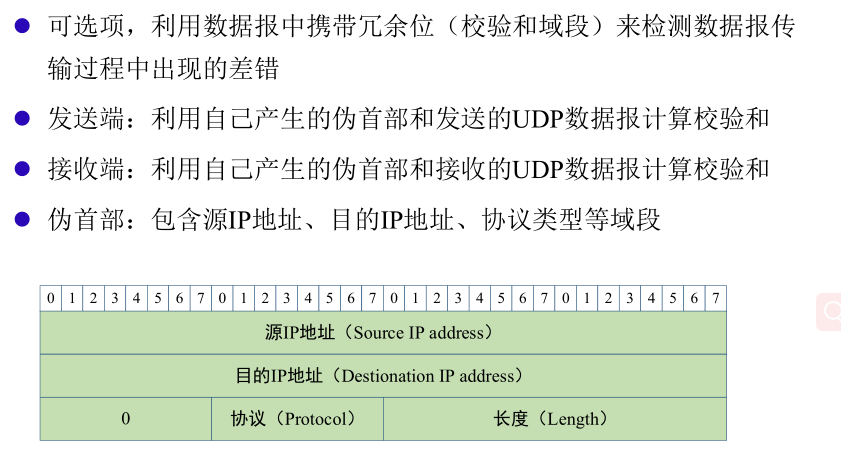 可选项，利用数据报中携带冗余位（校验和域段）来检测数据报传
输过程中出现的差错
发送端：利用自己产生的伪首部和发送的UDP数据报计算校验和
接收端：利用自己产生的伪首部和接收的UDP数据报计算校验和
伪首部：包含源IP地址、目的IP地址、协议类型等域段
0 1 2 3 4 5 6 7 0 1 2 3 4 5 6 7 0 1 2 3 4 5 6 7 0 1 2 3 4 5 6 7
源IP地址（Source IP address）
目的IP地址（Destionation IP address）
0 协议（Protocol） 长度（Length）